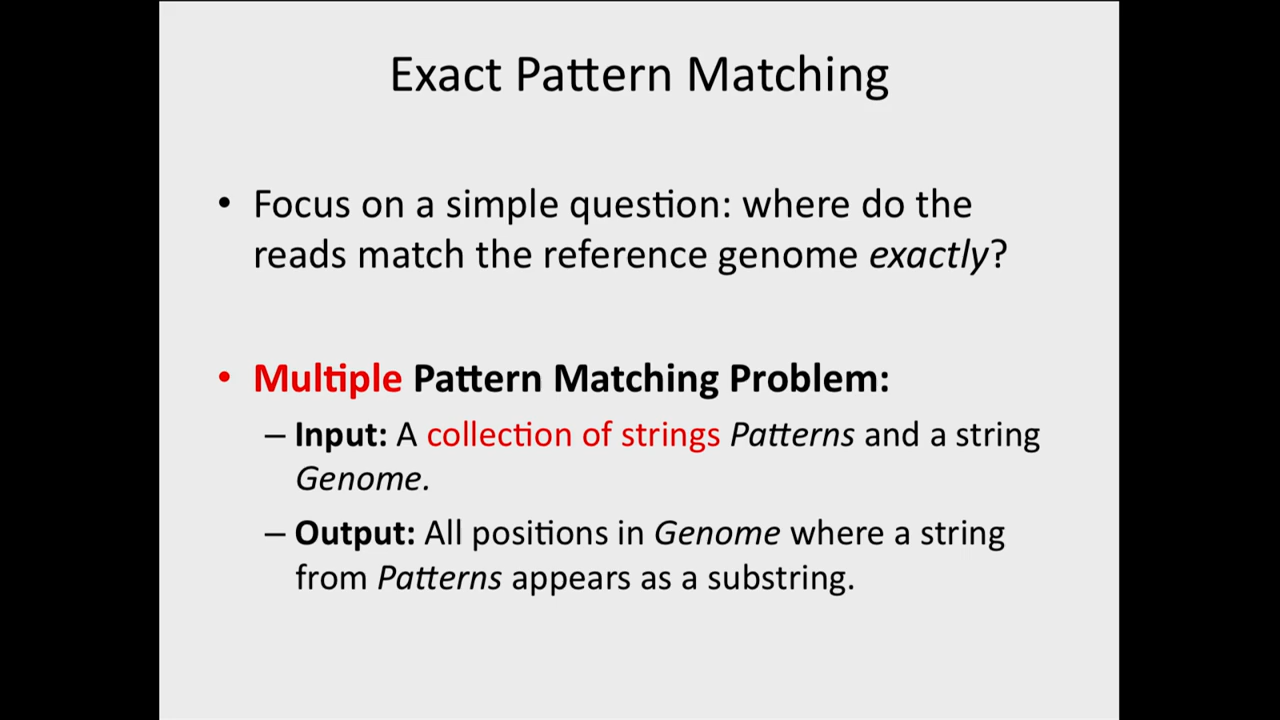 Exact Pattern Matching
• Focus on a simple question: where do the
reads match the reference genome exactly?
• Multiple Pattern Matching Problem:
– Input: A collection of strings Patterns and a string
Genome.
– Output: All positions in Genome where a string
from Patterns appears as a substring.